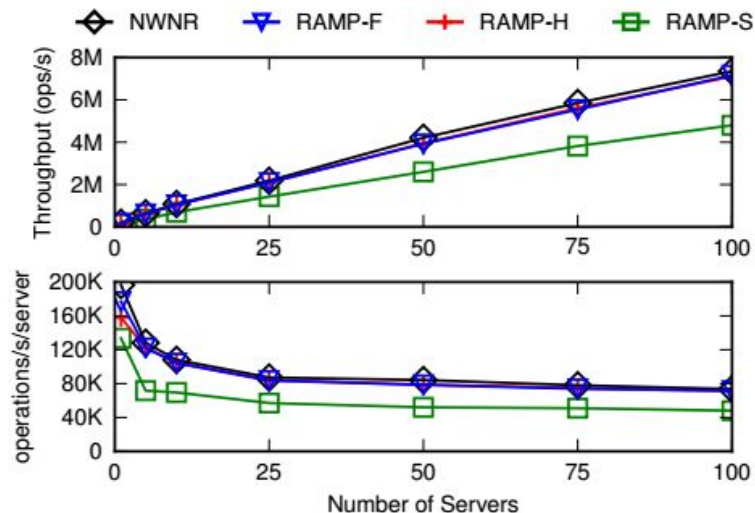 NWNR RAMP-F RAMP-H RAMP-S
8M
6M
4M
2M
0
0 25 50 75 100
Throughput (ops/s)
200K
160K
120K
80K
40K
0
0 25 50 75 100
operations/s/server
Number of Servers